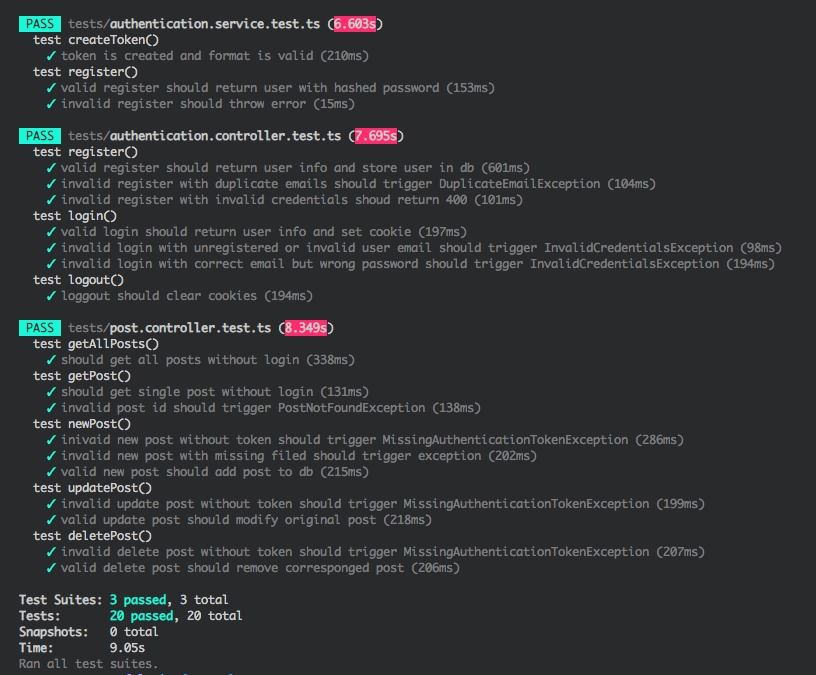 PASS tests/authentication.service.test.ts (6.603s)
test createToken()
✓ token is created and format is valid (210ms)
test register()
✓ valid register should return user with hashed password (153ms)
✓ invalid register should throw error (15ms)
PASS tests/authentication.controller.test.ts (7.695s)
test register()
✓ valid register should return user info and store user in db (601ms)
✓ invalid register with duplicate emails should trigger DuplicateEmailException (104ms)
✓ invalid register with invalid credentials shoud return 400 (101ms)
test login()
✓ valid login should return user info and set cookie (197ms)
✓ invalid login with unregistered or invalid user email should trigger InvalidCredentialsException (98ms)
✓ invalid login with correct email but wrong password should trigger InvalidCredentialsException (194ms)
test logout()
✓ loggout should clear cookies (194ms)
PASS tests/post.controller.test.ts (8.349s)
test getAllPosts()
✓ should get all posts without login (338ms)
test getPost()
✓ should get single post without login (131ms)
✓ invalid post id should trigger PostNotFoundException (138ms)
test newPost()
✓ inivaid new post without token should trigger MissingAuthenticationTokenException (286ms)
✓ invalid new post with missing filed should trigger exception (202ms)
✓ valid new post should add post to db (215ms)
test updatePost()
✓ invalid update post without token should trigger MissingAuthenticationTokenException (199ms)
✓ valid update post should modify original post (218ms)
test deletePost()
✓ invalid delete post without token should trigger MissingAuthenticationTokenException (207ms)
✓ valid delete post should remove corresponged post (206ms)
Test Suites: 3 passed, 3 total
Tests: 20 passed, 20 total
Snapshots: 0 total
Time: 9.05s
Ran all test suites.